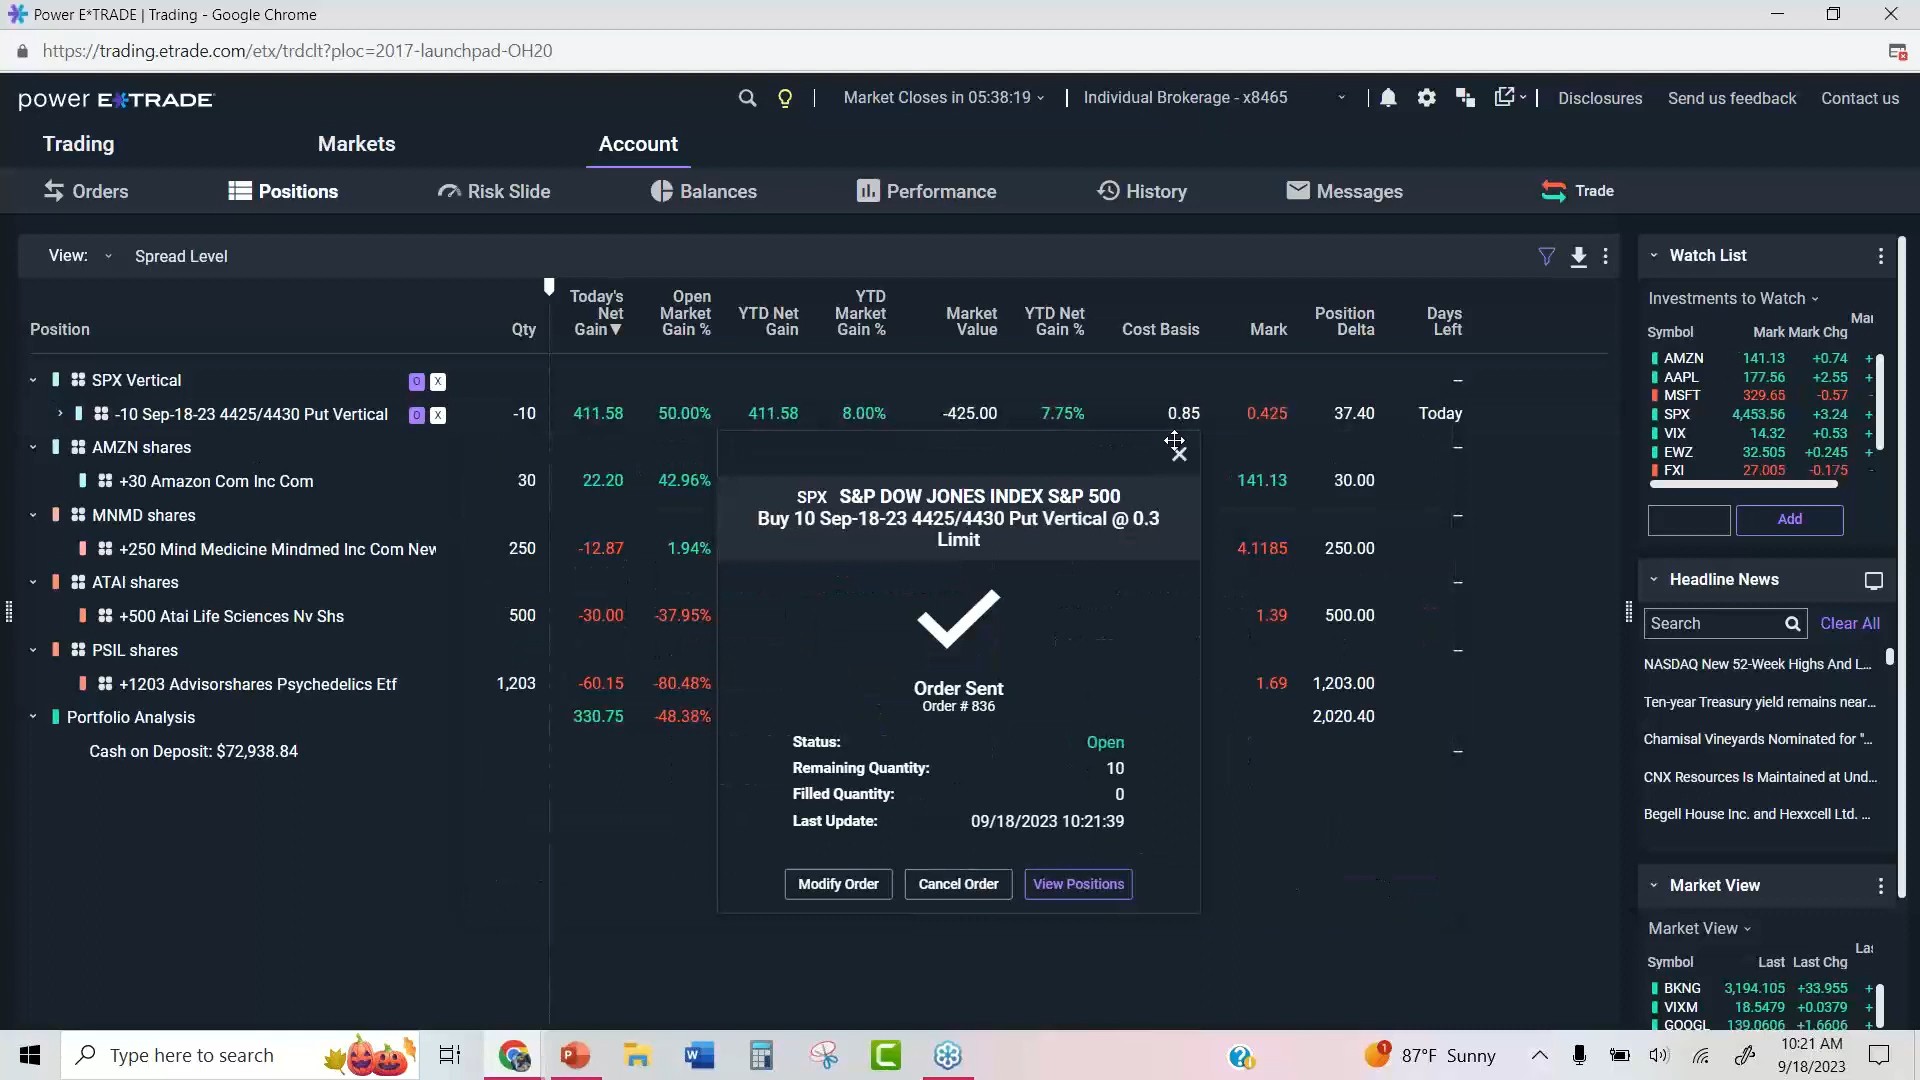 Power E*TRADE | Trading - Google Chrome
https://trading.etrade.com/etx/trdclt?ploc=2017-launchpad-OH20
power E*TRADE
Market Closes in 05:38:19
Individual Brokerage - x8465
Disclosures
Send us feedback
Contact us
Trading
Markets
Account
Orders
Positions
Risk Slide
Balances
Performance
History
Messages
Trade
View: Spread Level
Position
Qty
Today's Net Gain▼
Open Market Gain %
YTD Net Gain
YTD Market Gain %
Market Value
YTD Net Gain %
Cost Basis
Mark
Position Delta
Days Left
SPX Vertical O X –
-10 Sep-18-23 4425/4430 Put Vertical O X -10 411.58 50.00% 411.58 8.00% -425.00 7.75% 0.85 0.425 37.40 Today
AMZN shares –
+30 Amazon Com Inc Com 30 22.20 42.96% 141.13 30.00
MNMD shares –
+250 Mind Medicine Mindmed Inc Com New 250 -12.87 1.94% 4.1185 250.00
ATAI shares –
+500 Atai Life Sciences Nv Shs 500 -30.00 -37.95% 1.39 500.00
PSIL shares –
+1203 Advisorshares Psychedelics Etf 1,203 -60.15 -80.48% 1.69 1,203.00
Portfolio Analysis 330.75 -48.38% 2,020.40
Cash on Deposit: $72,938.84 –
SPX S&P DOW JONES INDEX S&P 500
Buy 10 Sep-18-23 4425/4430 Put Vertical @ 0.3
Limit
Order Sent
Order # 836
Status: Open
Remaining Quantity: 10
Filled Quantity: 0
Last Update: 09/18/2023 10:21:39
Modify Order
Cancel Order
View Positions
Watch List
Investments to Watch
Symbol Mark Mark Chg
AMZN 141.13 +0.74 +
AAPL 177.56 +2.55 +
MSFT 329.65 -0.57 -
SPX 4,453.56 +3.24 +
VIX 14.32 +0.53 +
EWZ 32.505 +0.245 +
FXI 27.005 -0.175 -
Add
Headline News
Search
Clear All
NASDAQ New 52-Week Highs And L...
Ten-year Treasury yield remains near...
Chamisal Vineyards Nominated for "...
CNX Resources Is Maintained at Und...
Begell House Inc. and Hexxcell Ltd. ...
Market View
Market View
Symbol Last Last Chg
BKNG 3,194.105 +33.955 +
VIXM 18.5479 +0.0379 +
GOOGL 139.0606 +1.6606 +
Type here to search
87°F Sunny
10:21 AM
9/18/2023